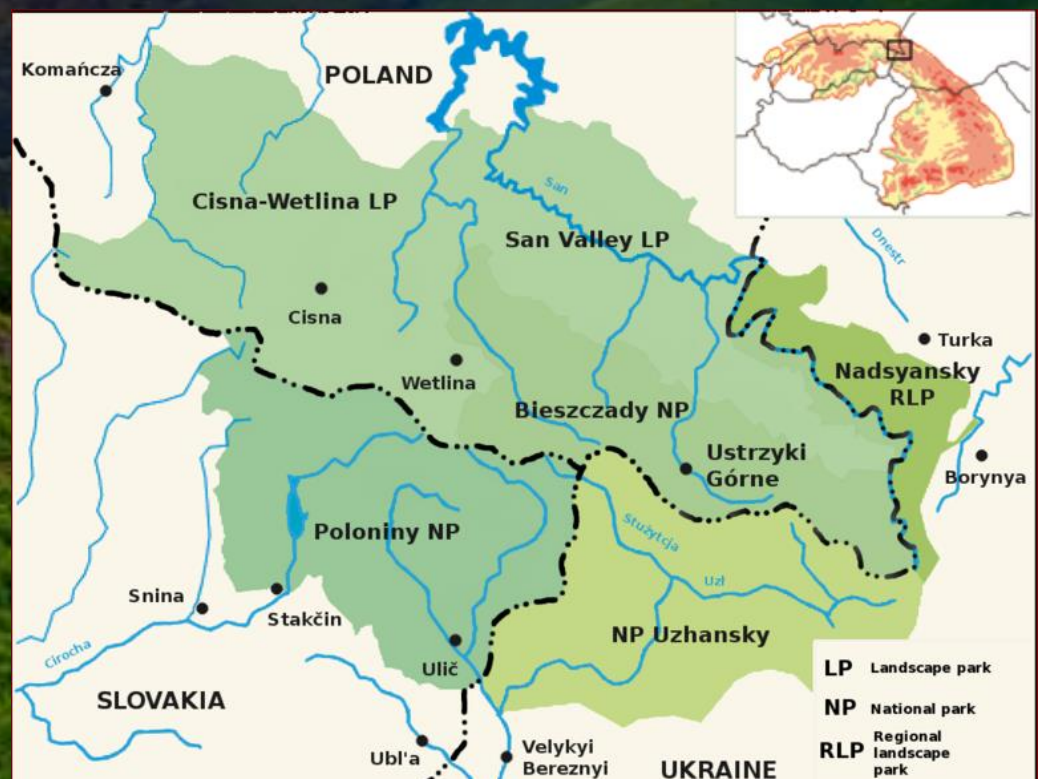 Komańcza
POLAND
Cisna-Wetlina LP
San
San Valley LP
Dnestr
Cisna
Turka
Wetlina
Nadsyansky
RLP
Bieszczady NP
Ustrzyki
Górne
Borynya
Poloniny NP
Stużytcja
Uzł
Snina
Stakčin
NP Uzhansky
Cirocha
Ulič
SLOVAKIA
Ubl'a
Velykyi
Bereznyi
UKRAINE
LP Landscape park
NP National park
RLP Regional
landscape
park